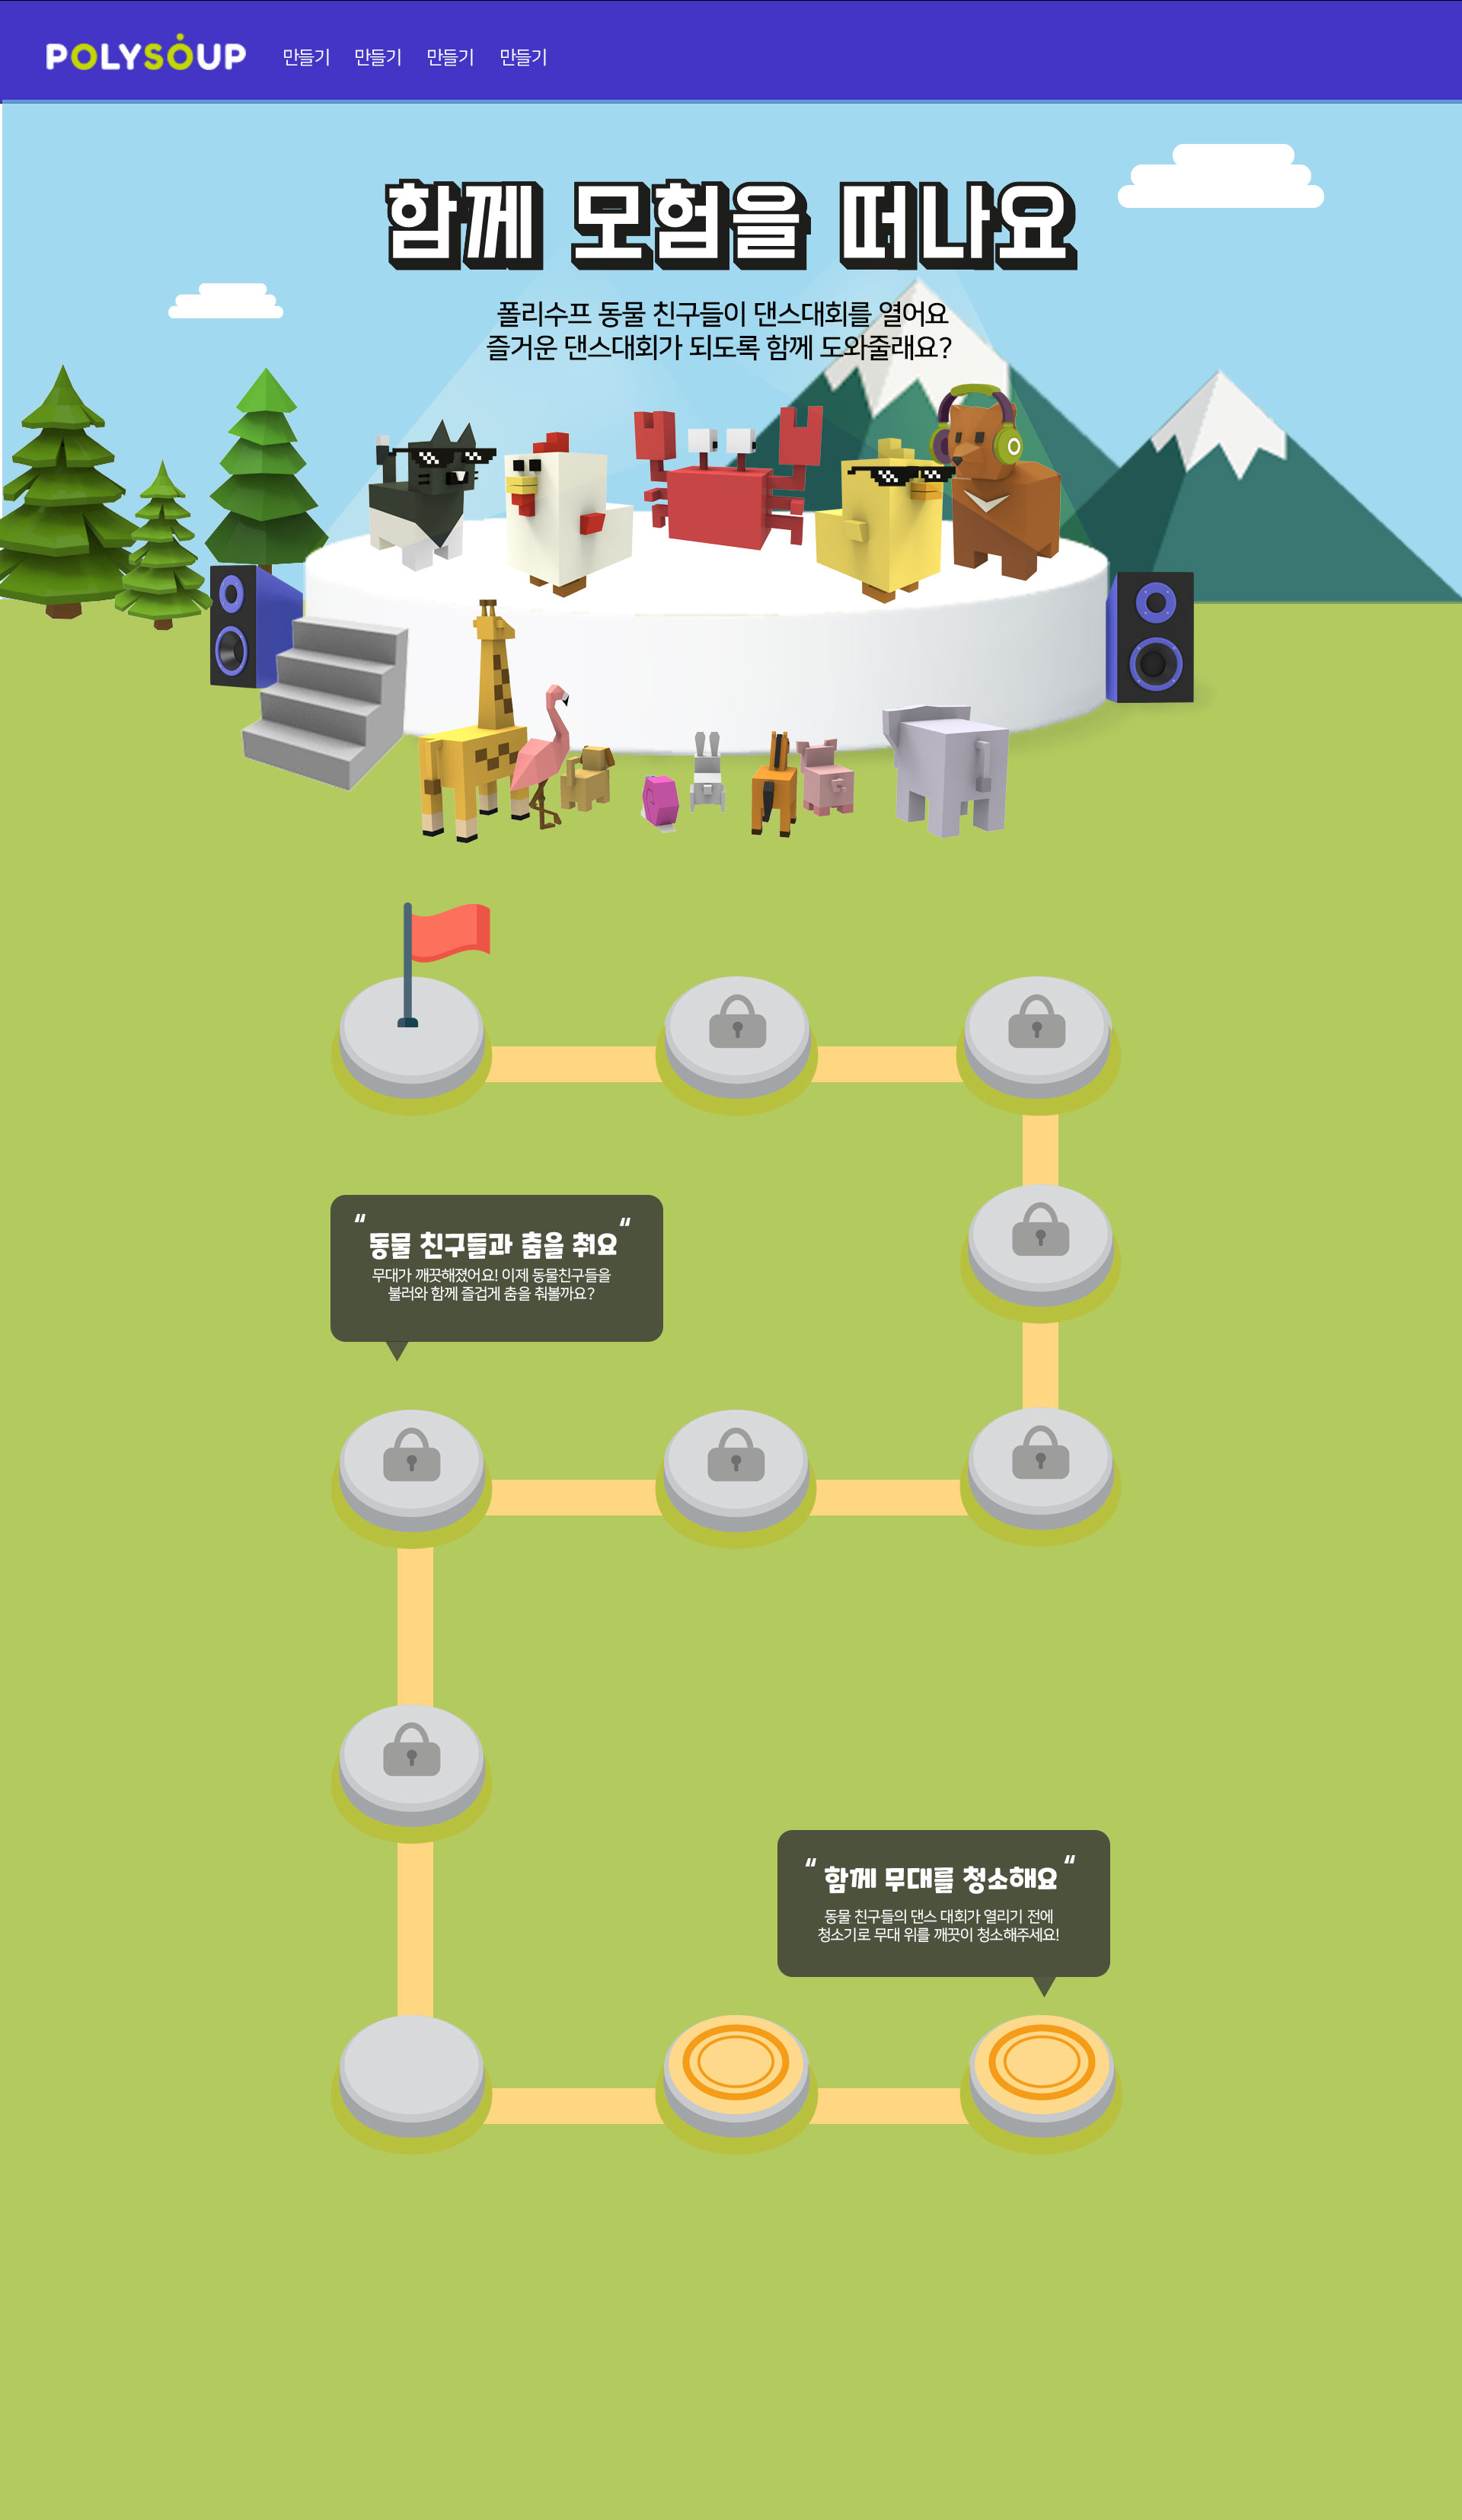 POLYSOUP
만들기 만들기 만들기 만들기
함께 모험을 떠나요
폴리수프 동물 친구들이 댄스대회를 열어요
즐거운 댄스대회가 되도록 함께 도와줄래요?
“동물 친구들과 춤을 춰요“
무대가 깨끗해졌어요! 이제 동물친구들을
불러와 함께 즐겁게 춤을 춰볼까요?
“함께 무대를 청소해요“
동물 친구들의 댄스 대회가 열리기 전에
청소기로 무대 위를 깨끗이 청소해주세요!